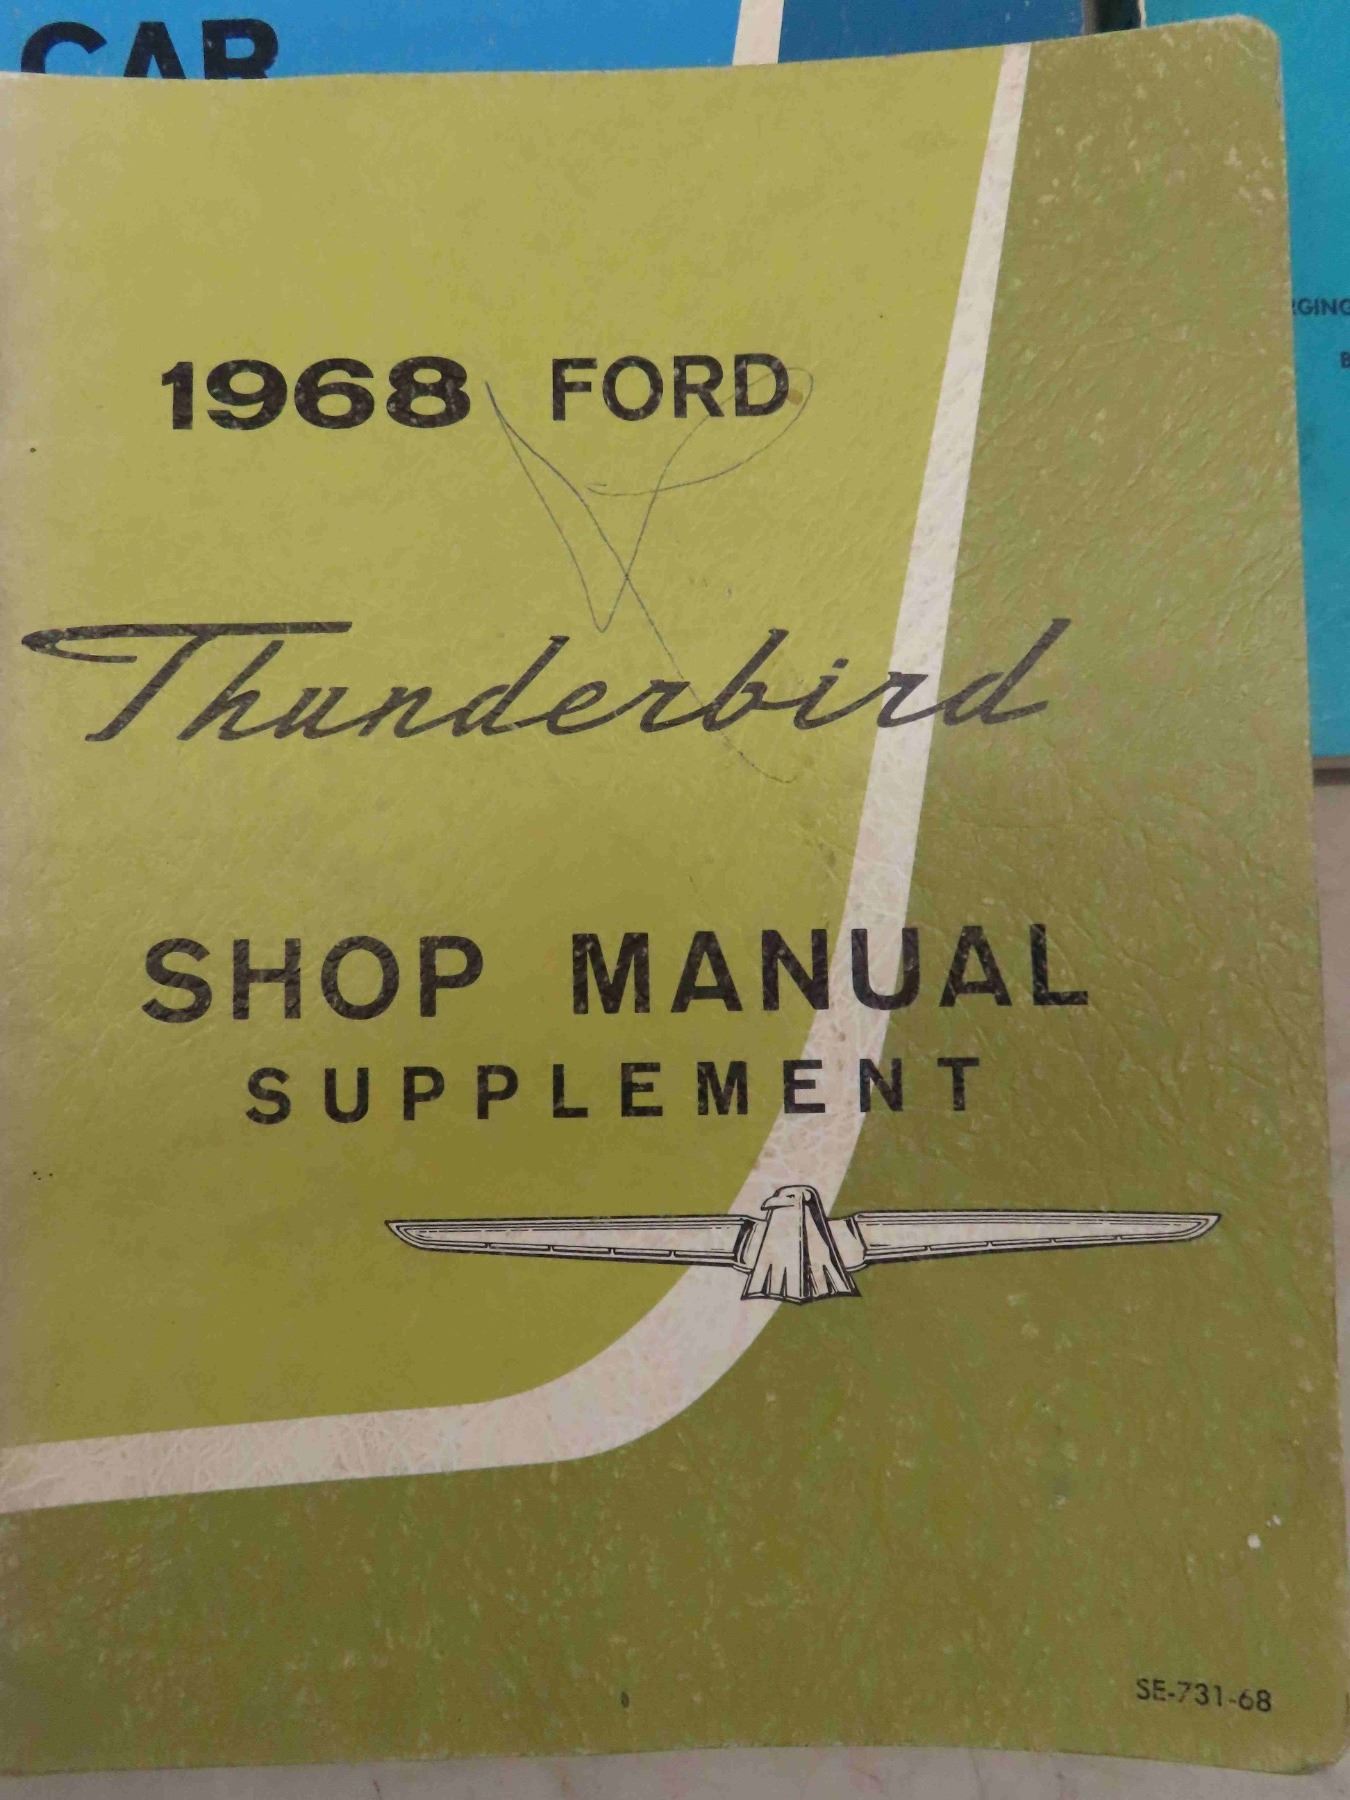 CAR
1968 FORD
Thunderbird
SHOP MANUAL
SUPPLEMENT
SE-731-68